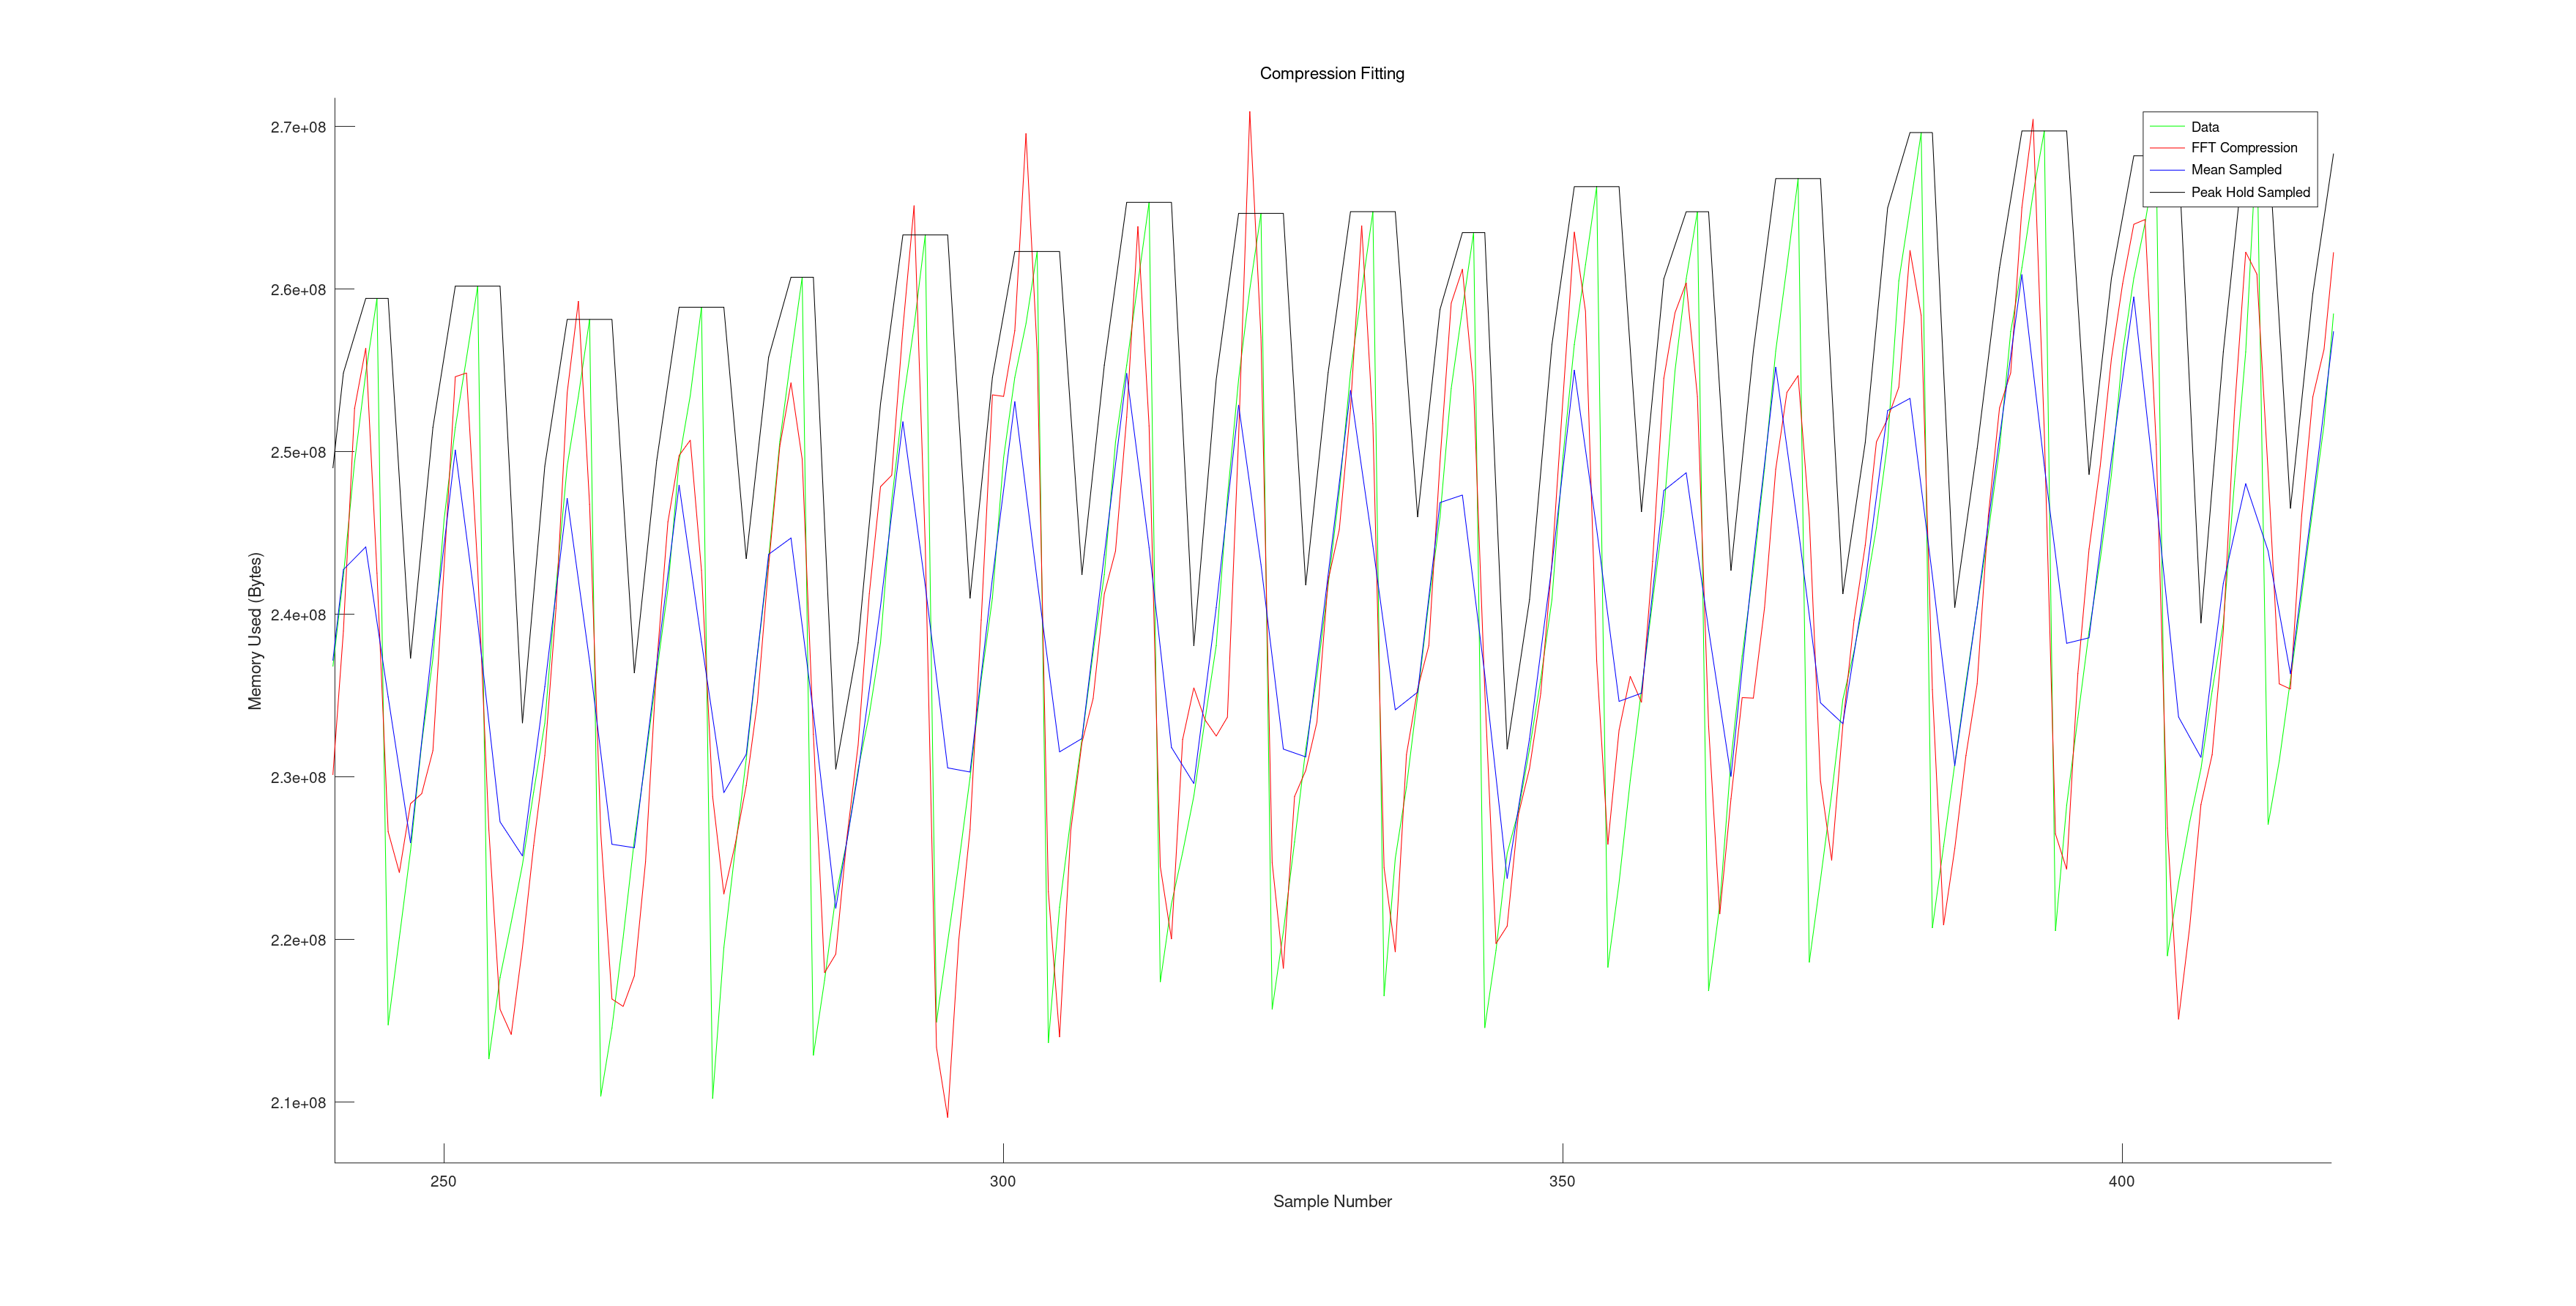 Compression Fitting
2.7e+08
2.6e+08
2.5e+08
2.4e+08
2.3e+08
2.2e+08
2.1e+08
Memory Used (Bytes)
Data
FFT Compression
Mean Sampled
Peak Hold Sampled
250
300
350
400
Sample Number